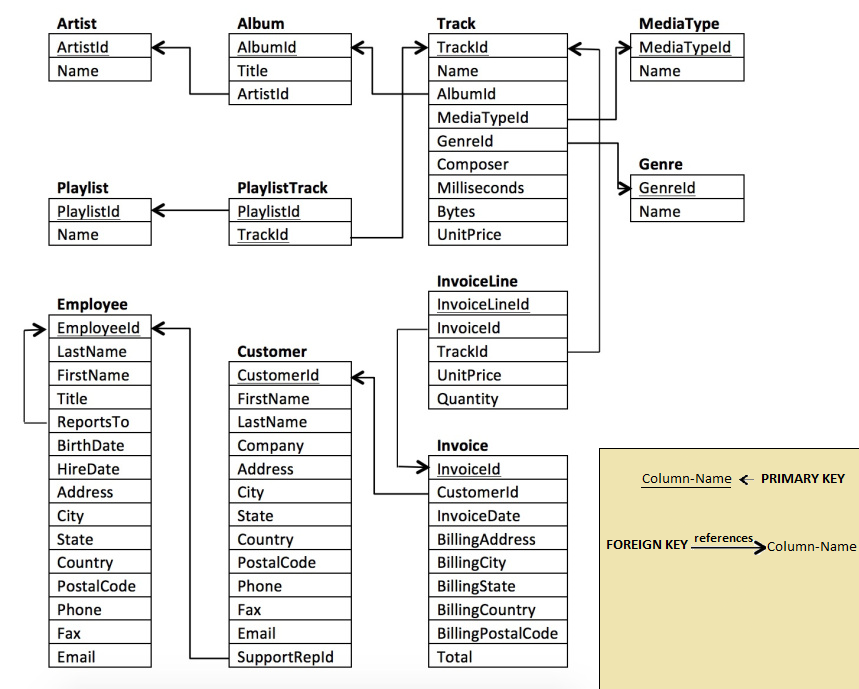 Artist
ArtistId
Name
Album
AlbumId
Title
ArtistId
Track
TrackId
Name
AlbumId
MediaTypeId
GenreId
Composer
Milliseconds
Bytes
UnitPrice
MediaType
MediaTypeId
Name
Genre
GenreId
Name
Playlist
PlaylistId
Name
PlaylistTrack
PlaylistId
TrackId
Employee
EmployeeId
LastName
FirstName
Title
ReportsTo
BirthDate
HireDate
Address
City
State
Country
PostalCode
Phone
Fax
Email
Customer
CustomerId
FirstName
LastName
Company
Address
City
State
Country
PostalCode
Phone
Fax
Email
SupportRepId
InvoiceLine
InvoiceLineId
InvoiceId
TrackId
UnitPrice
Quantity
Invoice
InvoiceId
CustomerId
InvoiceDate
BillingAddress
BillingCity
BillingState
BillingCountry
BillingPostalCode
Total
Column-Name PRIMARY KEY
FOREIGN KEY references Column-Name